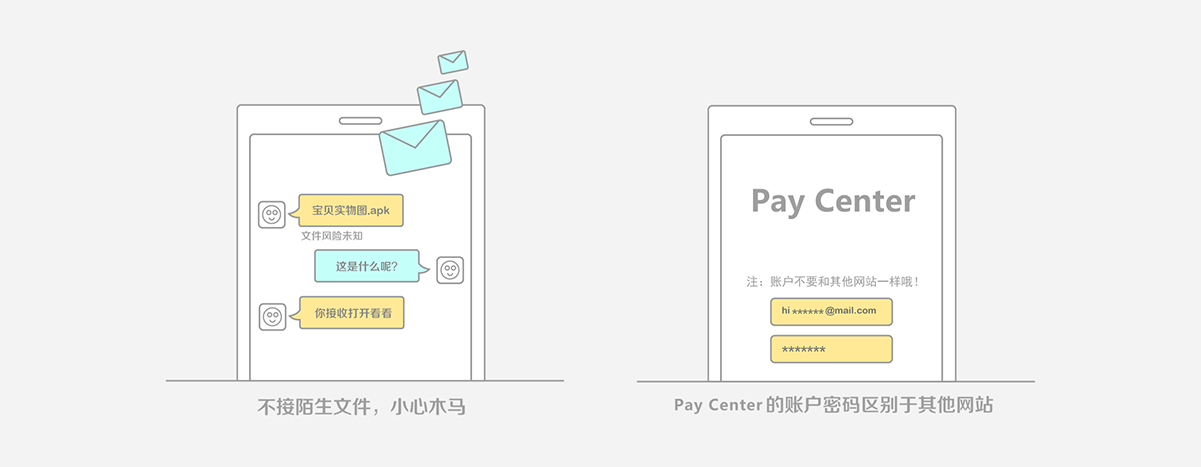 宝贝实物图.apk
文件风险未知
这是什么呢?
你接收打开看看
不接陌生文件，小心木马
Pay Center
注：账户不要和其他网站一样哦！
hi ****** @mail.com
*******
Pay Center 的账户密码区别于其他网站